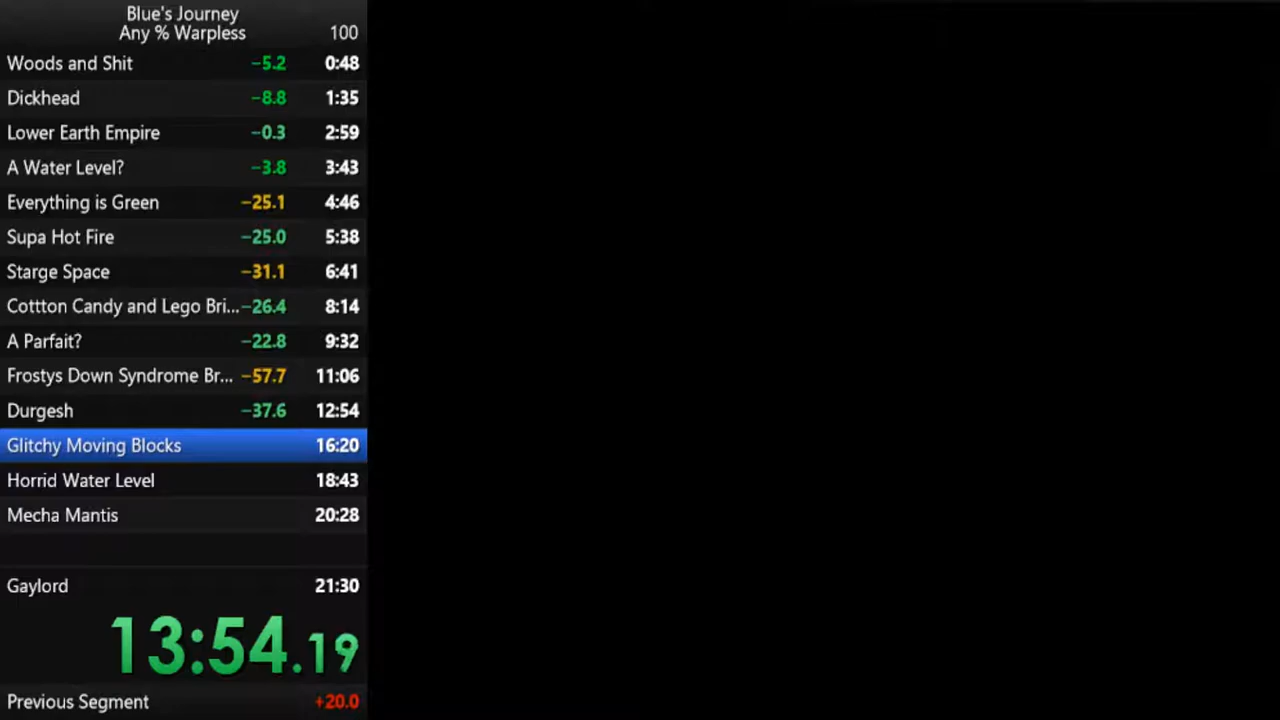 Blue's Journey
Any % Warpless 100
Woods and Shit −5.2 0:48
Dickhead −8.8 1:35
Lower Earth Empire −0.3 2:59
A Water Level? −3.8 3:43
Everything is Green −25.1 4:46
Supa Hot Fire −25.0 5:38
Starge Space −31.1 6:41
Cottton Candy and Lego Bri... −26.4 8:14
A Parfait? −22.8 9:32
Frostys Down Syndrome Br... −57.7 11:06
Durgesh −37.6 12:54
Glitchy Moving Blocks 16:20
Horrid Water Level 18:43
Mecha Mantis 20:28
Gaylord 21:30
13:54.19
Previous Segment +20.0